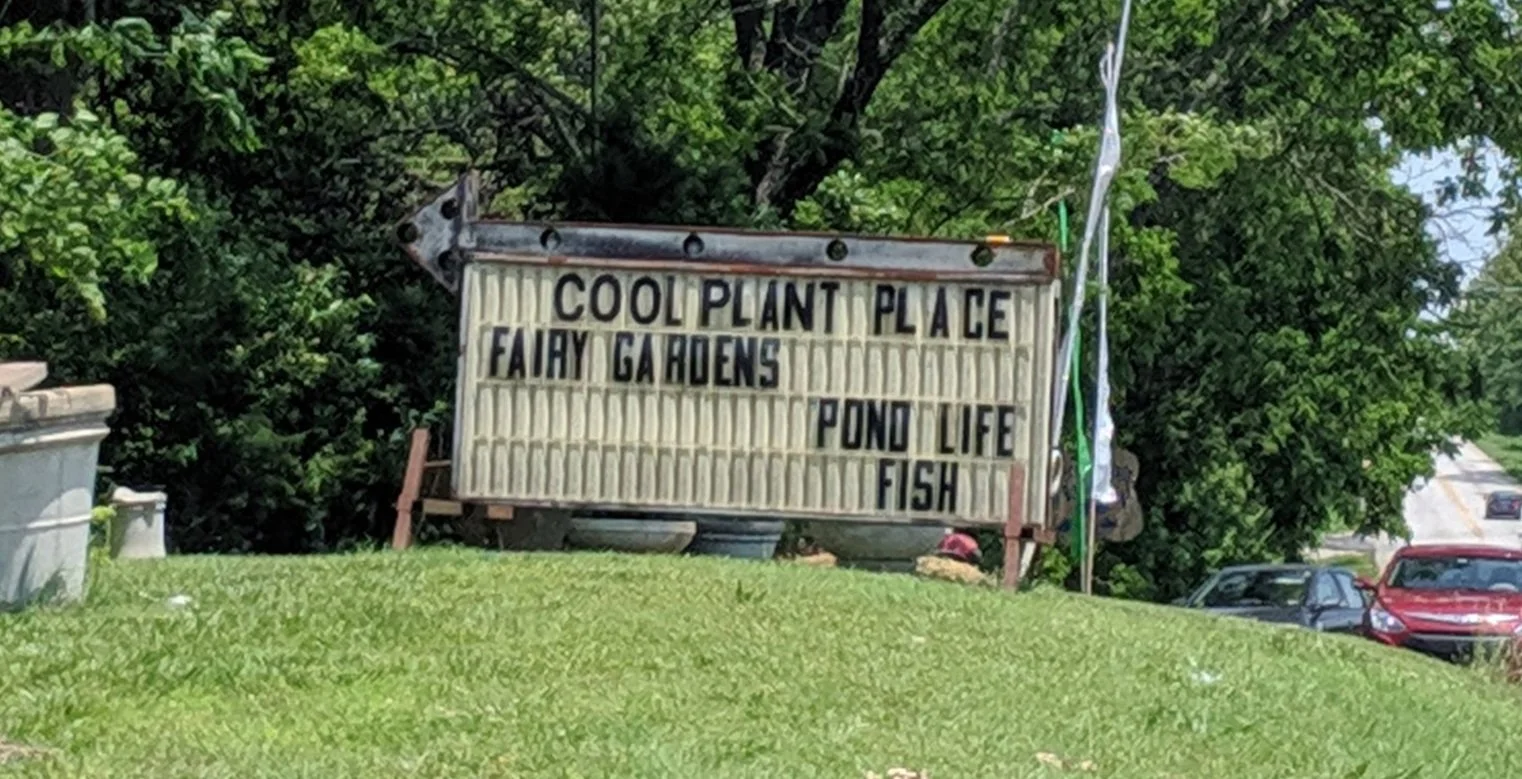 COOL PLANT PLACE
FAIRY GARDENS
POND LIFE
FISH